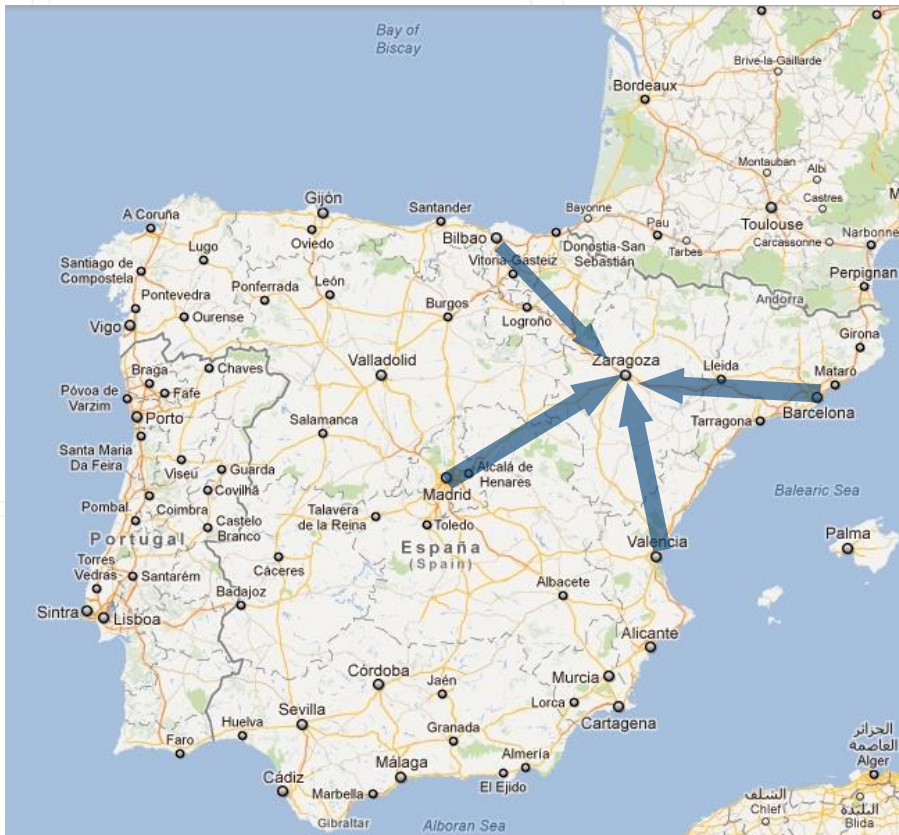 Bay of
Biscay
Brive-la-Gaillarde
Bordeaux
Montauban
Albi
Castres
Toulouse
Carcassonne
Narbonne
Perpignan
Bayonne
Pau
Tarbes
Andorra
Gijón
Santander
A Coruña
Oviedo
Bilbao
Donostia-San
Sebastián
Lugo
Vitoria-Gasteiz
Santiago de
Compostela
León
Ponferrada
Burgos
Logroño
Pontevedra
Ourense
Vigo
Girona
Valladolid
Zaragoza
Lleida
Mataró
Barcelona
Tarragona
Braga
Chaves
Póvoa de
Varzim
Fafe
Porto
Salamanca
Santa Maria
Da Feira
Viseu
Guarda
Covilhã
Madrid
Alcalá de
Henares
Pombal
Coimbra
Castelo
Branco
Talavera
de la Reina
Toledo
Balearic Sea
Portugal
España
(Spain)
Valencia
Palma
Torres
Vedras
Santarém
Cáceres
Badajoz
Albacete
Sintra
Lisboa
Alicante
Córdoba
Jaén
Murcia
Lorca
Cartagena
Huelva
Sevilla
Granada
Faro
Almería
Málaga
El Ejido
Cádiz
Marbella
Gibraltar
Alboran Sea
الجزائر
العاصمة
Alger
الشلف
Chlef
البليدة
Blida